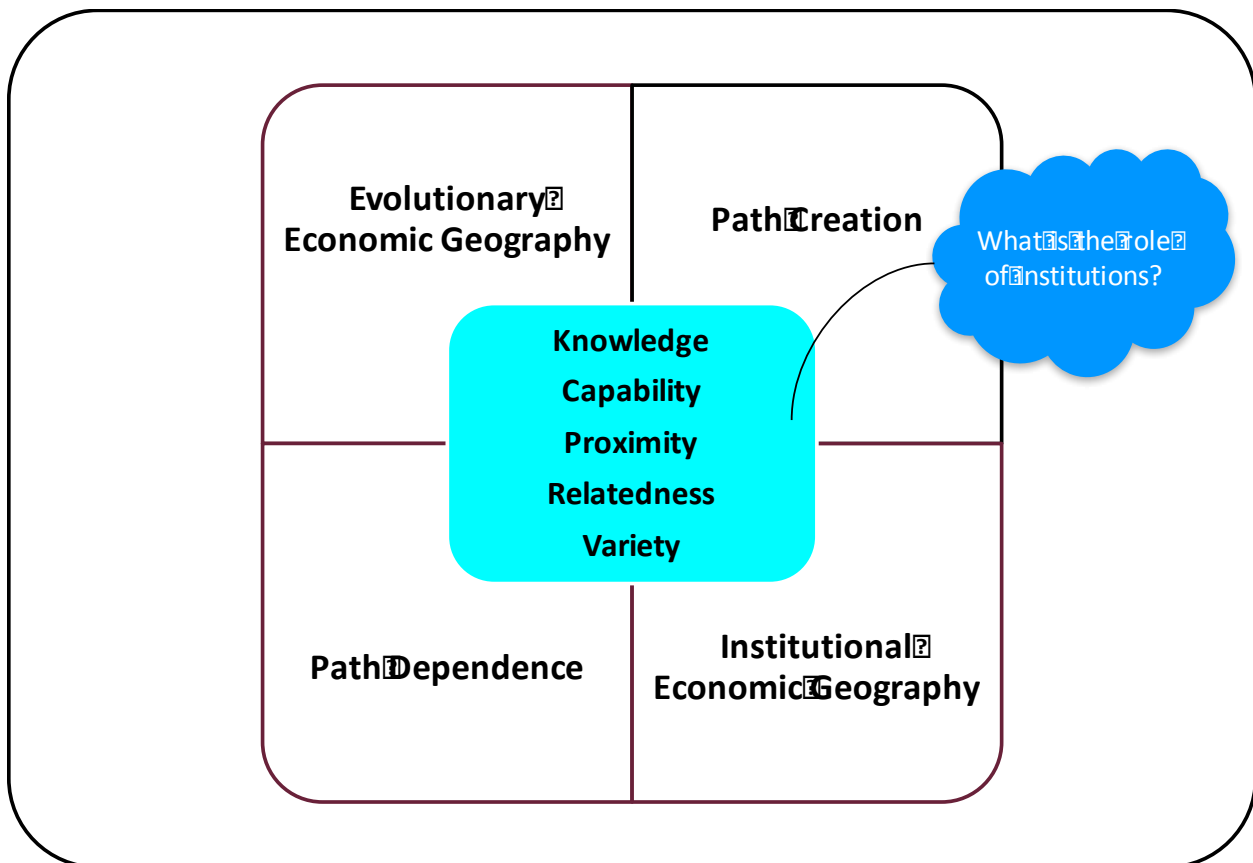 Evolutionary
Economic Geography
Path Creation
What is the role
of institutions?
Knowledge
Capability
Proximity
Relatedness
Variety
Path Dependence
Institutional
Economic Geography